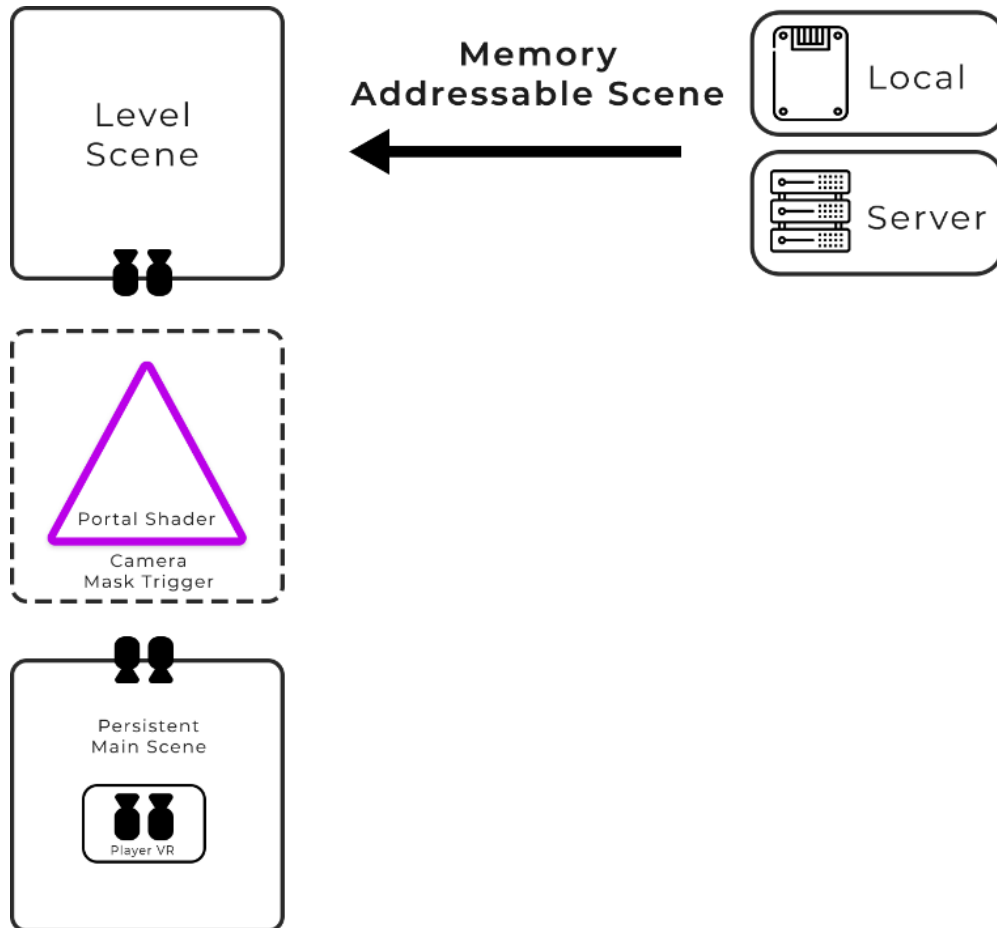 Level
Scene
Memory
Addressable Scene
Local
Server
Portal Shader
Camera
Mask Trigger
Persistent
Main Scene
Player VR